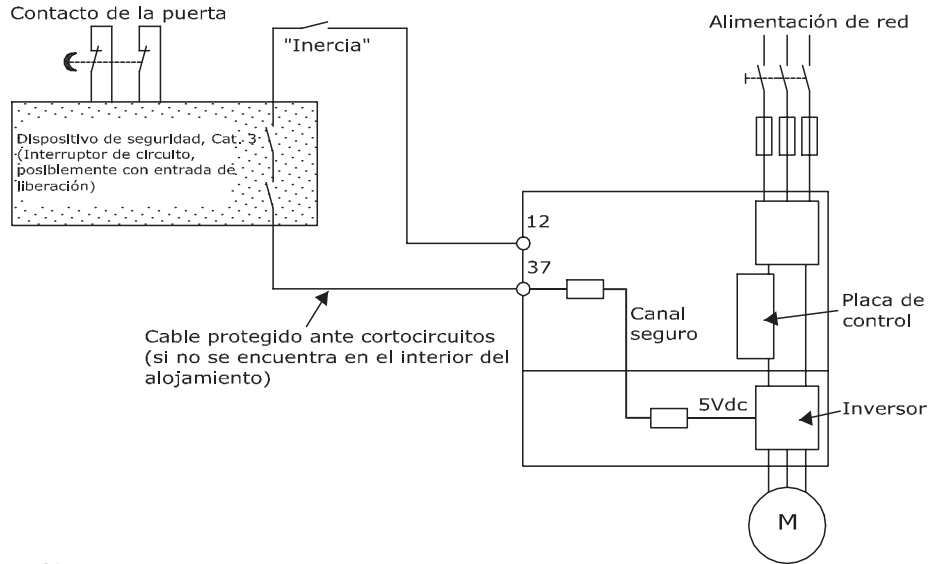 Contacto de la puerta
"Inercia"
Alimentación de red
Dispositivo de seguridad, Cat. 3
(Interruptor de circuito,
posiblemente con entrada de
liberación)
12
37
Canal
seguro
Placa de
control
Cable protegido ante cortocircuitos
(si no se encuentra en el interior del
alojamiento)
5Vdc
Inversor
M